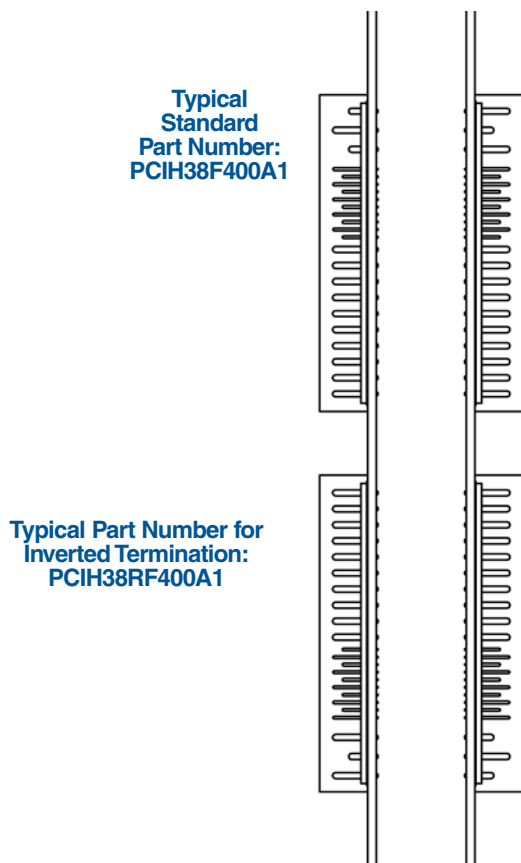 Typical
Standard
Part Number:
PCIH38F400A1
Typical Part Number for
Inverted Termination:
PCIH38RF400A1